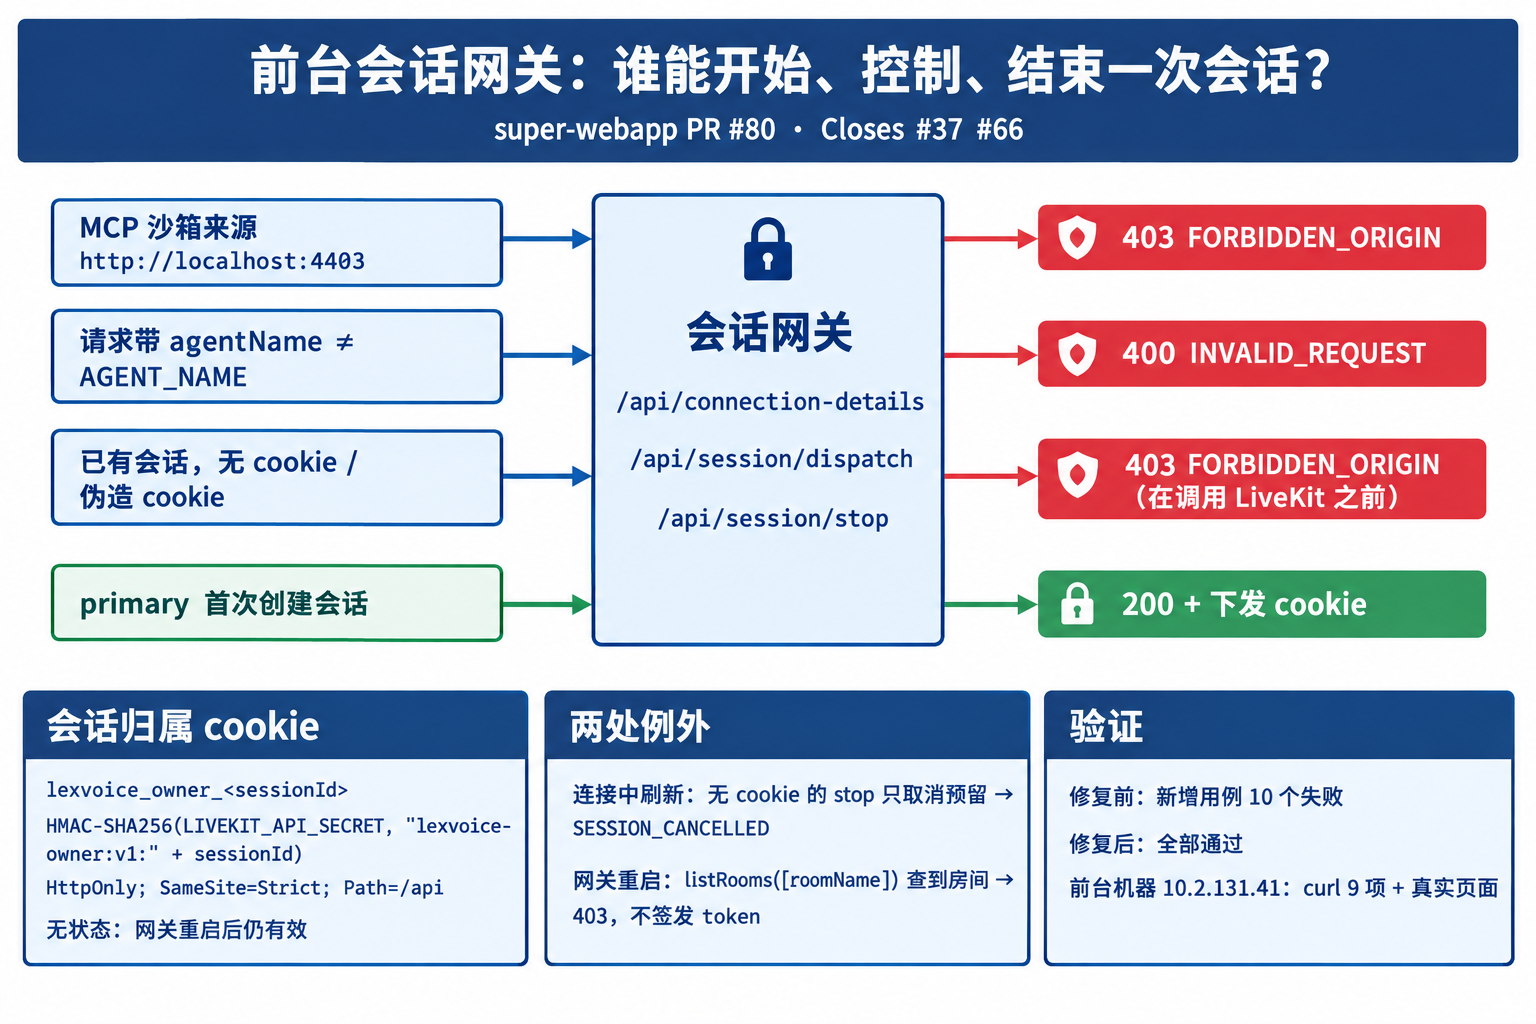 前台会话网关：谁能开始、控制、结束一次会话？
super-webapp PR #80 · Closes #37 #66
MCP 沙箱来源
http://localhost:4403
请求带 agentName ≠
AGENT_NAME
已有会话，无 cookie /
伪造 cookie
primary 首次创建会话
会话网关
/api/connection-details
/api/session/dispatch
/api/session/stop
403 FORBIDDEN_ORIGIN
400 INVALID_REQUEST
403 FORBIDDEN_ORIGIN
（在调用 LiveKit 之前）
200 + 下发 cookie
会话归属 cookie
lexvoice_owner_<sessionId>
HMAC-SHA256(LIVEKIT_API_SECRET, "lexvoice-
owner:v1:" + sessionId)
HttpOnly; SameSite=Strict; Path=/api
无状态：网关重启后仍有效
两处例外
连接中刷新：无 cookie 的 stop 只取消预留 →
SESSION_CANCELLED
网关重启：listRooms([roomName]) 查到房间 →
403，不签发 token
验证
修复前：新增用例 10 个失败
修复后：全部通过
前台机器 10.2.131.41：curl 9 项 + 真实页面